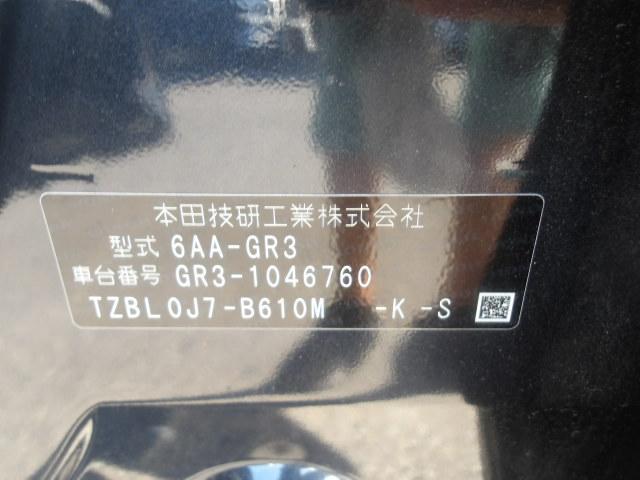 本田技研工業株式会社
型式 6AA-GR3
車台番号 GR3-1046760
TZBL0J7-B610M -K -S